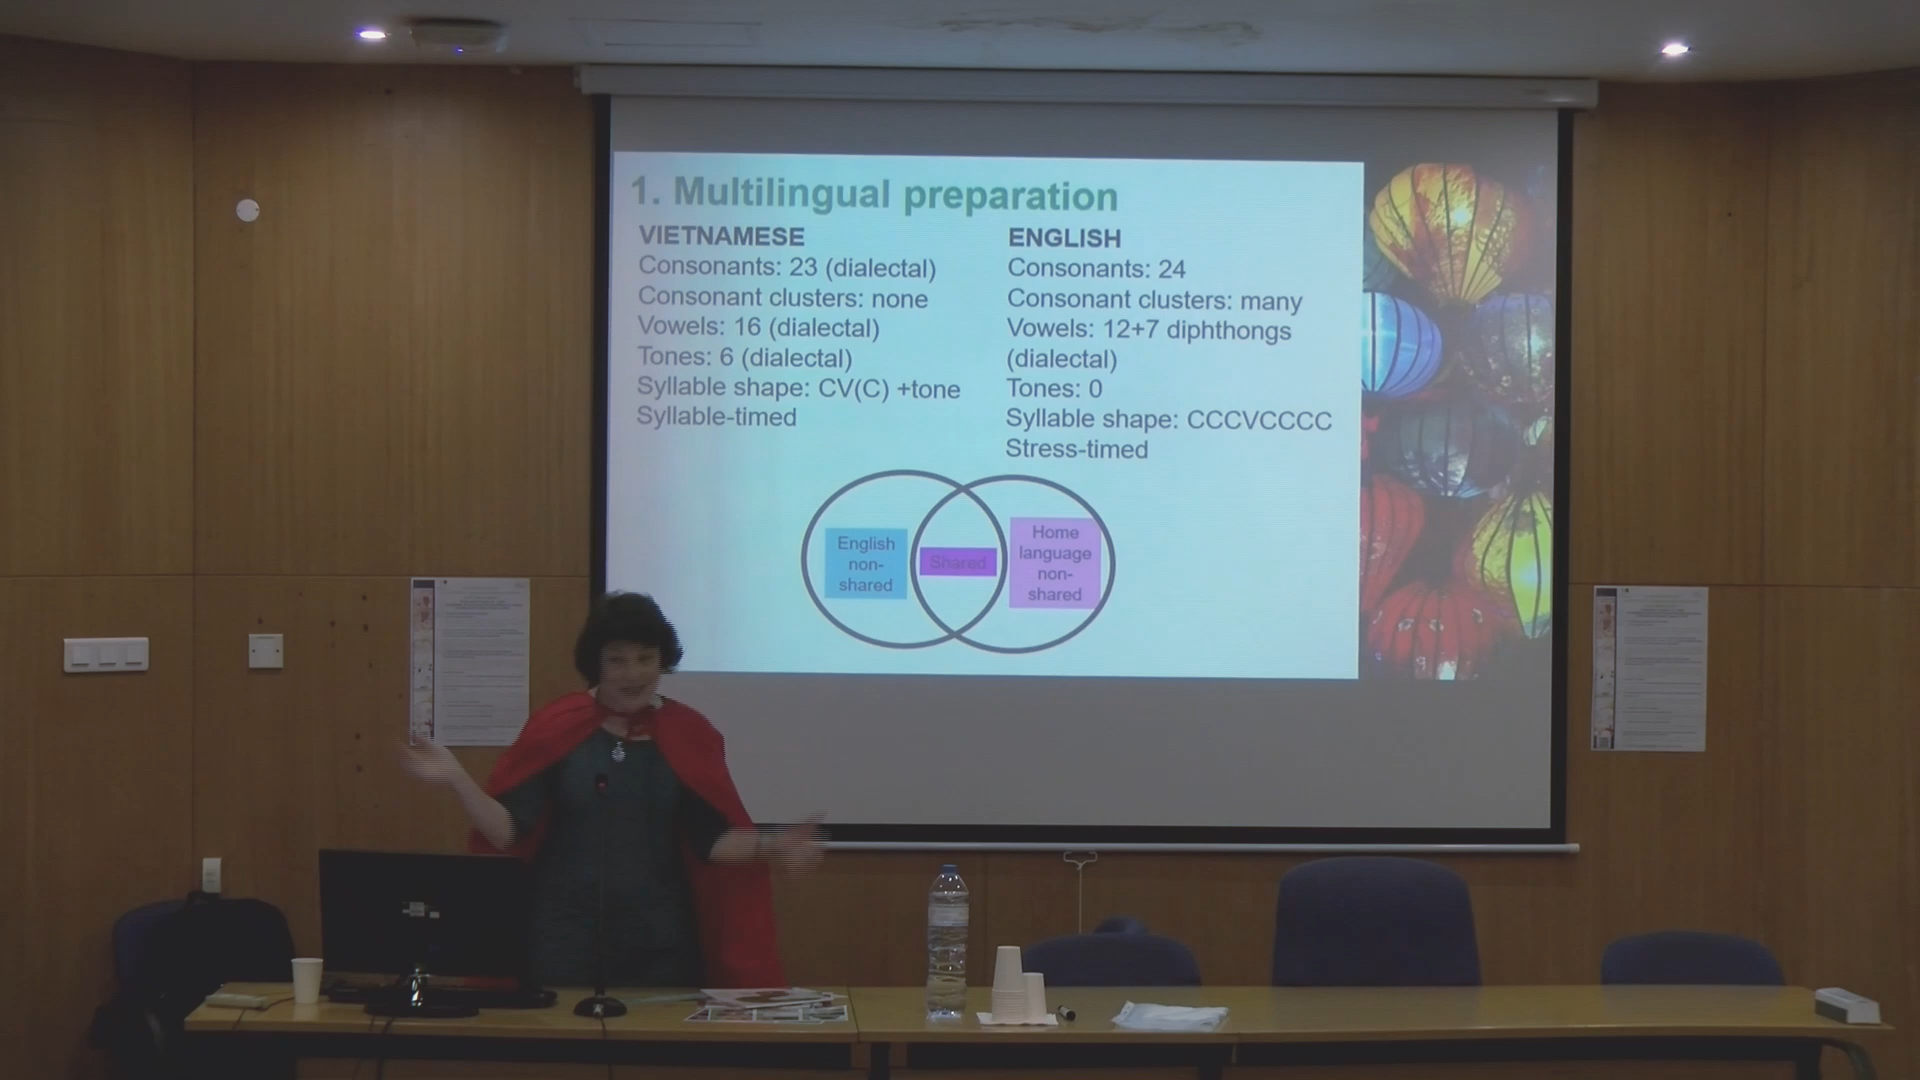 1. Multilingual preparation
VIETNAMESE
Consonants: 23 (dialectal)
Consonant clusters: none
Vowels: 16 (dialectal)
Tones: 6 (dialectal)
Syllable shape: CV(C) +tone
Syllable-timed
ENGLISH
Consonants: 24
Consonant clusters: many
Vowels: 12+7 diphthongs
(dialectal)
Tones: 0
Syllable shape: CCCVCCCC
Stress-timed
English
non-
shared
Shared
Home
language
non-
shared